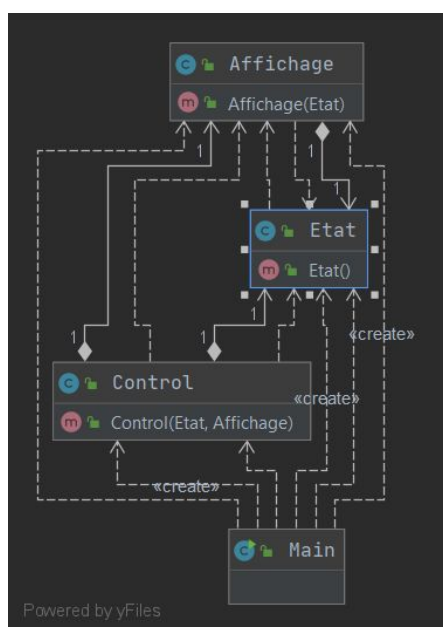 Affichage
Affichage(Etat)
1
1
1
Etat
Etat()
1
1
1
«create»
Control
Control(Etat, Affichage)
«create»
«create»
Main
Powered by yFiles